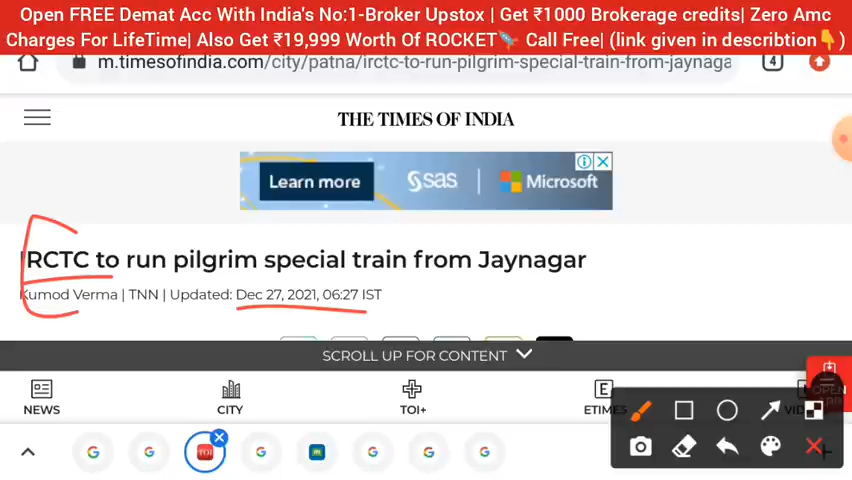 Open FREE Demat Acc With India's No:1-Broker Upstox | Get ₹1000 Brokerage credits| Zero Amc
Charges For LifeTime| Also Get ₹19,999 Worth Of ROCKET🚀 Call Free| (link given in describtion👇)
m.timesofindia.com/city/patna/irctc-to-run-pilgrim-special-train-from-jaynaga
4
THE TIMES OF INDIA
Learn more
sas
Microsoft
IRCTC to run pilgrim special train from Jaynagar
Kumod Verma | TNN | Updated: Dec 27, 2021, 06:27 IST
SCROLL UP FOR CONTENT
OPEN
NEWS
CITY
TOI+
ETIMES
VID
TOI